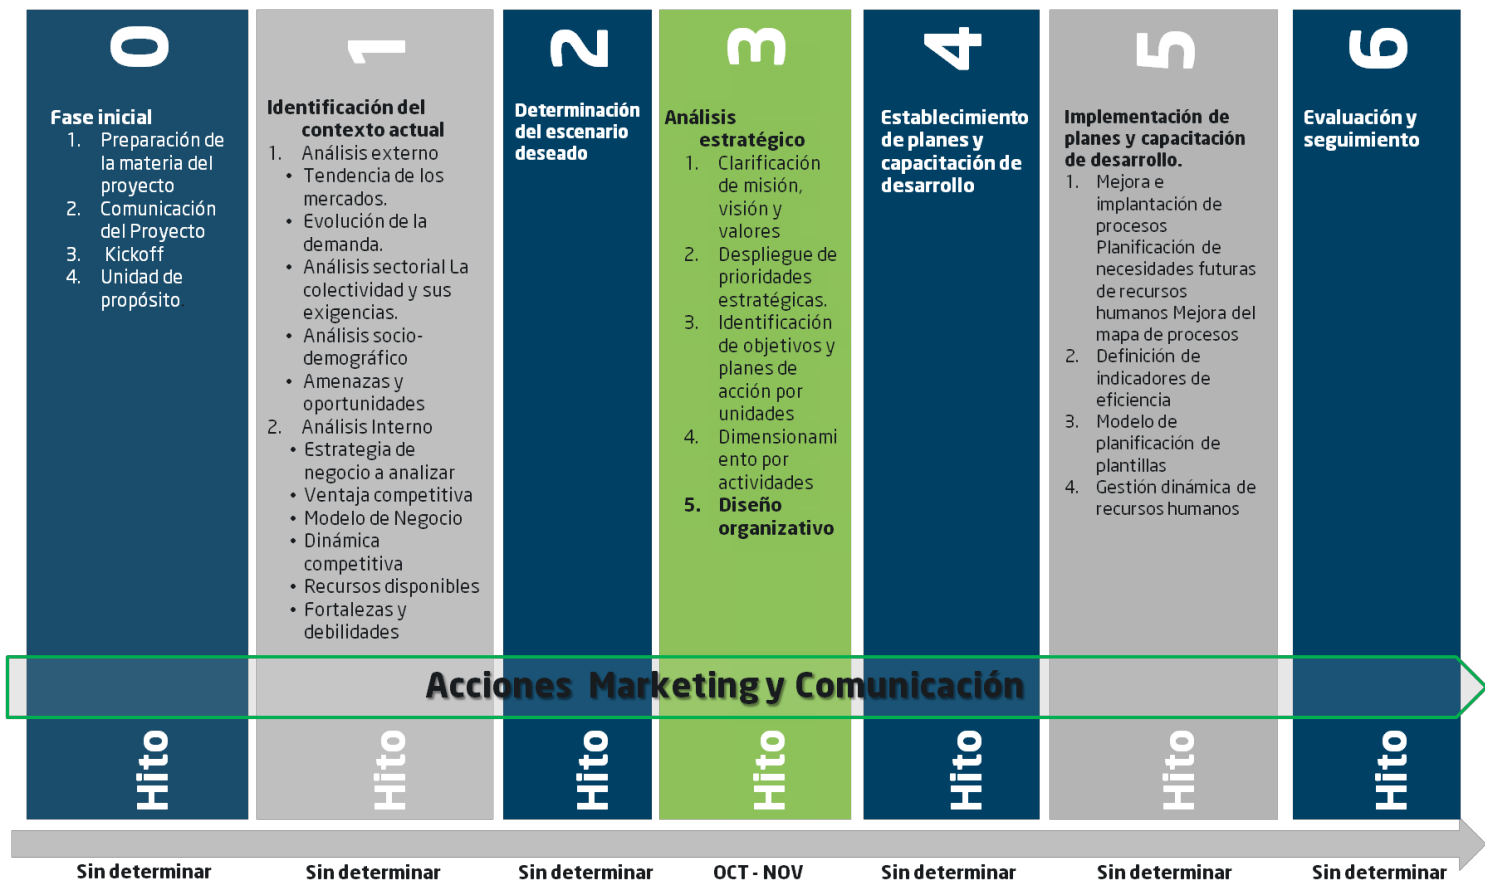 0
Fase inicial
1. Preparación de
la materia del
proyecto
2. Comunicación
del Proyecto
3. Kickoff
4. Unidad de
propósito.
Hito
Sin determinar
1
Identificación del
contexto actual
1. Análisis externo
• Tendencia de los
mercados.
• Evolución de la
demanda.
• Análisis sectorial La
colectividad y sus
exigencias.
• Análisis socio-
demográfico
• Amenazas y
oportunidades
2. Análisis Interno
• Estrategia de
negocio a analizar
• Ventaja competitiva
• Modelo de Negocio
• Dinámica
competitiva
• Recursos disponibles
• Fortalezas y
debilidades
Hito
Sin determinar
2
Determinación
del escenario
deseado
Hito
Sin determinar
3
Análisis
estratégico
1. Clarificación
de misión,
visión y
valores
2. Despliegue de
prioridades
estratégicas.
3. Identificación
de objetivos y
planes de
acción por
unidades
4. Dimensionami
ento por
actividades
5. Diseño
organizativo
Hito
OCT - NOV
4
Establecimiento
de planes y
capacitación de
desarrollo
Hito
Sin determinar
5
Implementación de
planes y capacitación
de desarrollo.
1. Mejora e
implantación de
procesos
Planificación de
necesidades futuras
de recursos
humanos Mejora del
mapa de procesos
2. Definición de
indicadores de
eficiencia
3. Modelo de
planificación de
plantillas
4. Gestión dinámica de
recursos humanos
Hito
Sin determinar
6
Evaluación y
seguimiento
Hito
Sin determinar
Acciones Marketing y Comunicación